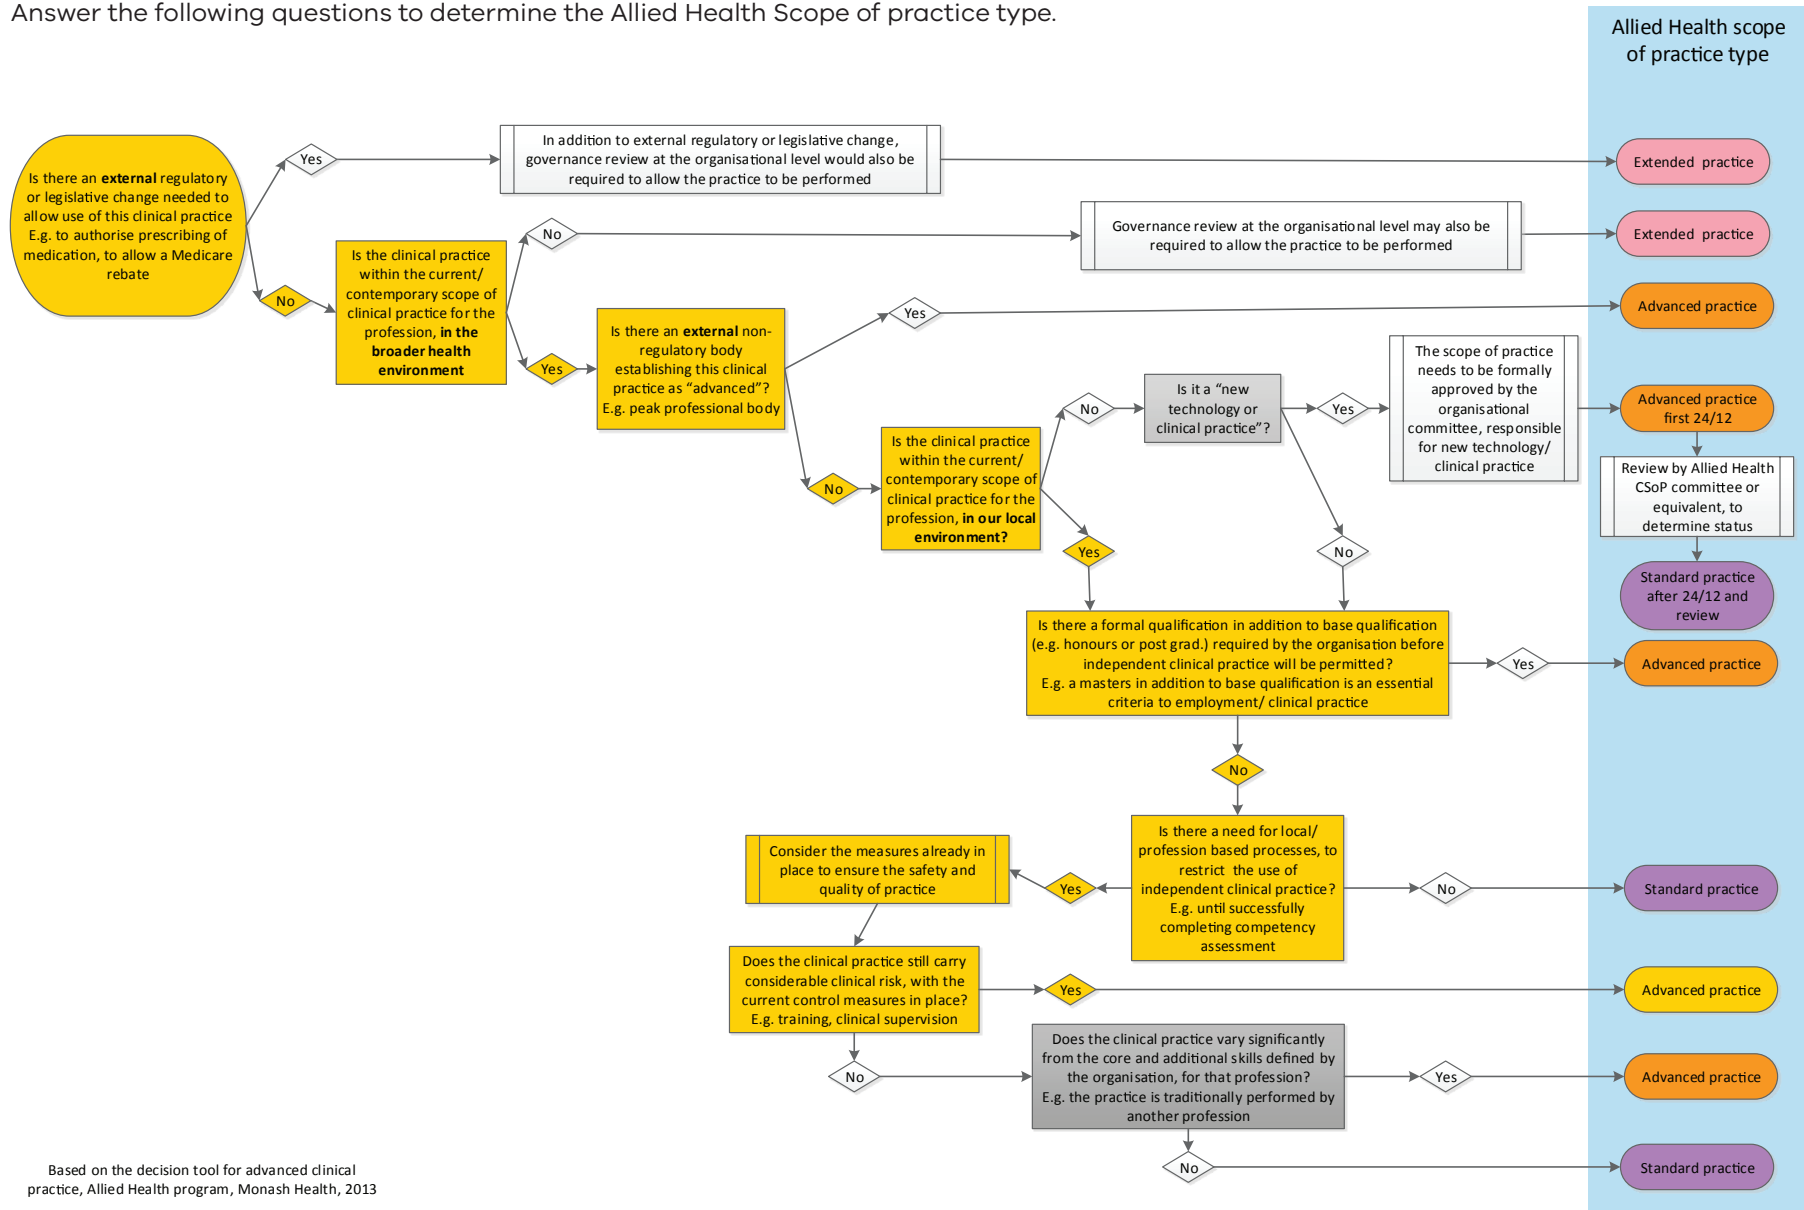 Answer the following questions to determine the Allied Health Scope of practice type.
Allied Health scope
of practice type
Is there an external regulatory
or legislative change needed to
allow use of this clinical practice
E.g. to authorise prescribing of
medication, to allow a Medicare
rebate
Yes
In addition to external regulatory or legislative change,
governance review at the organisational level would also be
required to allow the practice to be performed
Extended practice
No
Is the clinical practice
within the current/
contemporary scope of
clinical practice for the
profession, in the
broader health
environment
No
Governance review at the organisational level may also be
required to allow the practice to be performed
Extended practice
Yes
Is there an external non-
regulatory body
establishing this clinical
practice as “advanced”?
E.g. peak professional body
Yes
Advanced practice
No
Is the clinical practice
within the current/
contemporary scope of
clinical practice for the
profession, in our local
environment?
No
Is it a “new
technology or
clinical practice”?
Yes
The scope of practice
needs to be formally
approved by the
organisational
committee, responsible
for new technology/
clinical practice
Advanced practice
first 24/12
Review by Allied Health
CSoP committee or
equivalent, to
determine status
Standard practice
after 24/12 and
review
Yes
No
Is there a formal qualification in addition to base qualification
(e.g. honours or post grad.) required by the organisation before
independent clinical practice will be permitted?
E.g. a masters in addition to base qualification is an essential
criteria to employment/ clinical practice
Yes
Advanced practice
No
Is there a need for local/
profession based processes, to
restrict the use of
independent clinical practice?
E.g. until successfully
completing competency
assessment
No
Standard practice
Yes
Consider the measures already in
place to ensure the safety and
quality of practice
Does the clinical practice still carry
considerable clinical risk, with the
current control measures in place?
E.g. training, clinical supervision
Yes
Advanced practice
No
Does the clinical practice vary significantly
from the core and additional skills defined by
the organisation, for that profession?
E.g. the practice is traditionally performed by
another profession
Yes
Advanced practice
No
Standard practice
Based on the decision tool for advanced clinical
practice, Allied Health program, Monash Health, 2013